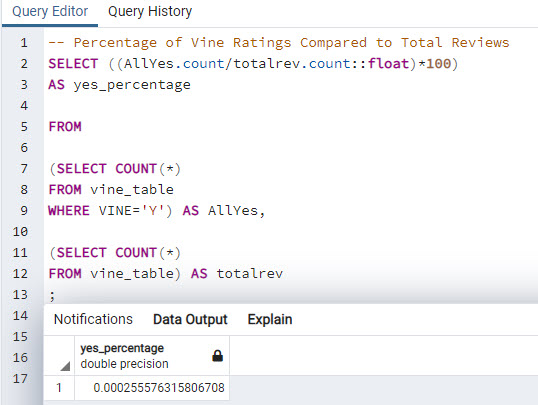 Query Editor Query History
1 -- Percentage of Vine Ratings Compared to Total Reviews
2 SELECT ((AllYes.count/totalrev.count::float)*100)
3 AS yes_percentage
4
5 FROM
6
7 (SELECT COUNT(*)
8 FROM vine_table
9 WHERE VINE='Y') AS AllYes,
10
11 (SELECT COUNT(*)
12 FROM vine_table) AS totalrev
13 ;
14
15
16
17
Notifications Data Output Explain
yes_percentage
double precision
1 0.000255576315806708